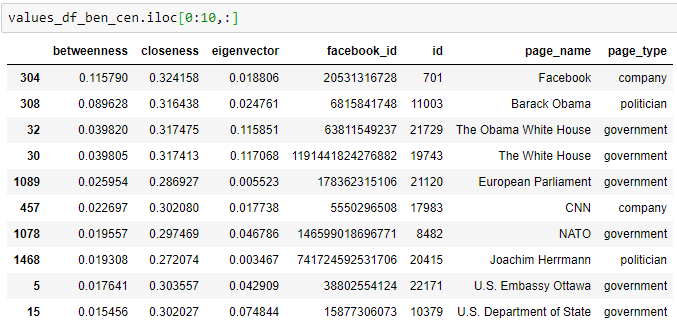 values_df_ben_cen.iloc[0:10,:]
betweenness closeness eigenvector facebook_id id page_name page_type
304 0.115790 0.324158 0.018806 20531316728 701 Facebook company
308 0.089628 0.316438 0.024761 6815841748 11003 Barack Obama politician
32 0.039820 0.317475 0.115851 63811549237 21729 The Obama White House government
30 0.039805 0.317413 0.117068 1191441824276882 19743 The White House government
1089 0.025954 0.286927 0.005523 178362315106 21120 European Parliament government
457 0.022697 0.302080 0.017738 5550296508 17983 CNN company
1078 0.019557 0.297469 0.046786 146599018696771 8482 NATO government
1468 0.019308 0.272074 0.003467 741724592531706 20415 Joachim Herrmann politician
5 0.017641 0.303557 0.042909 38802554124 22171 U.S. Embassy Ottawa government
15 0.015456 0.302027 0.074844 15877306073 10379 U.S. Department of State government